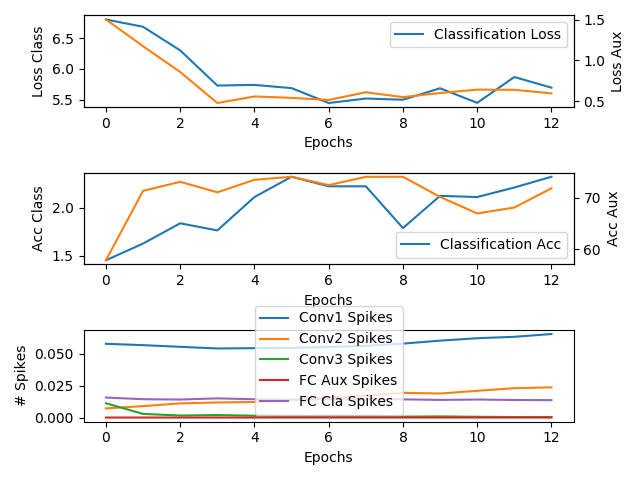 Classification Loss
Loss Class
Loss Aux
6.5
6.0
5.5
1.5
1.0
0.5
0 2 4 6 8 10 12
Epochs
Classification Acc
Acc Class
Acc Aux
2.0
1.5
70
60
0 2 4 6 8 10 12
Epochs
Conv1 Spikes
Conv2 Spikes
Conv3 Spikes
FC Aux Spikes
FC Cla Spikes
# Spikes
0.050
0.025
0.000
0 2 4 6 8 10 12
Epochs